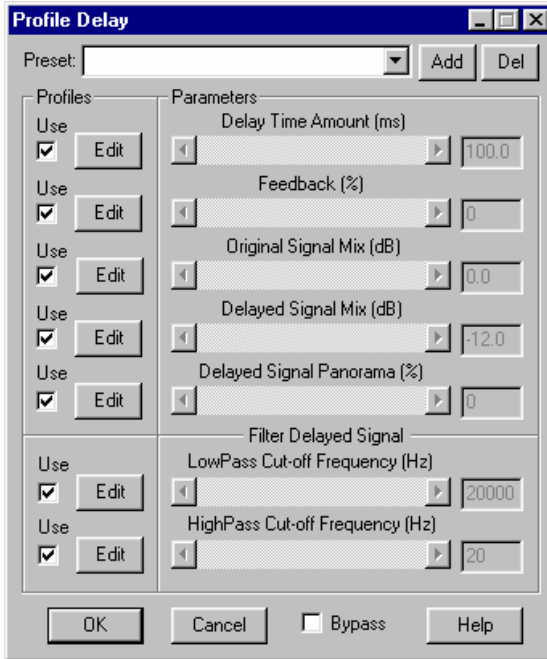 Profile Delay
Preset: Add Del
Profiles Parameters
Use Edit Delay Time Amount (ms) 100.0
Use Edit Feedback (%) 0
Use Edit Original Signal Mix (dB) 0.0
Use Edit Delayed Signal Mix (dB) -12.0
Use Edit Delayed Signal Panorama (%) 0
Filter Delayed Signal
Use Edit LowPass Cut-off Frequency (Hz) 20000
Use Edit HighPass Cut-off Frequency (Hz) 20
OK Cancel Bypass Help